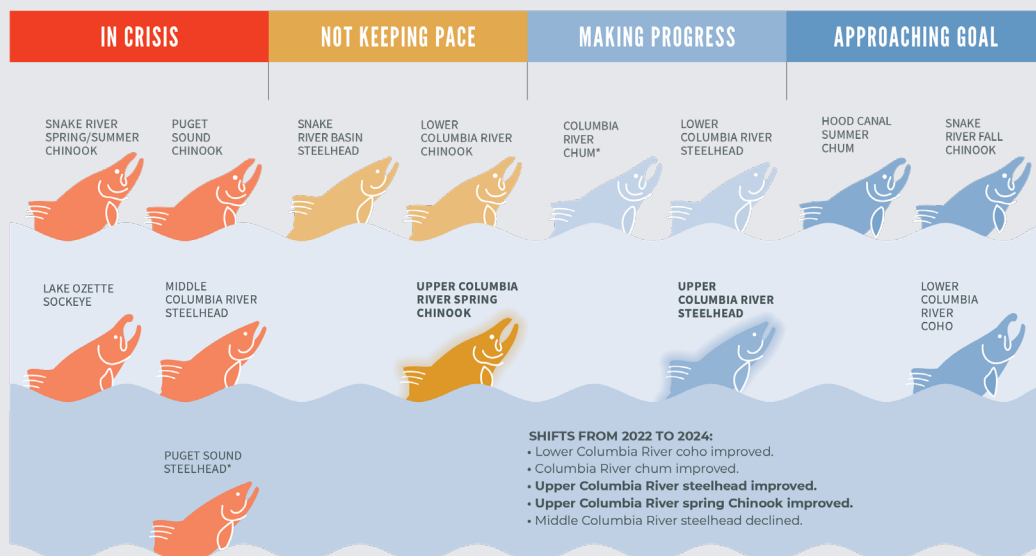 IN CRISIS
NOT KEEPING PACE
MAKING PROGRESS
APPROACHING GOAL
SNAKE RIVER
SPRING/SUMMER
CHINOOK
PUGET
SOUND
CHINOOK
SNAKE
RIVER BASIN
STEELHEAD
LOWER
COLUMBIA RIVER
CHINOOK
COLUMBIA
RIVER
CHUM*
LOWER
COLUMBIA RIVER
STEELHEAD
HOOD CANAL
SUMMER
CHUM
SNAKE
RIVER FALL
CHINOOK
LAKE OZETTE
SOCKEYE
MIDDLE
COLUMBIA RIVER
STEELHEAD
UPPER COLUMBIA
RIVER SPRING
CHINOOK
UPPER
COLUMBIA RIVER
STEELHEAD
LOWER
COLUMBIA
RIVER
COHO
PUGET SOUND
STEELHEAD*
SHIFTS FROM 2022 TO 2024:
• Lower Columbia River coho improved.
• Columbia River chum improved.
• Upper Columbia River steelhead improved.
• Upper Columbia River spring Chinook improved.
• Middle Columbia River steelhead declined.